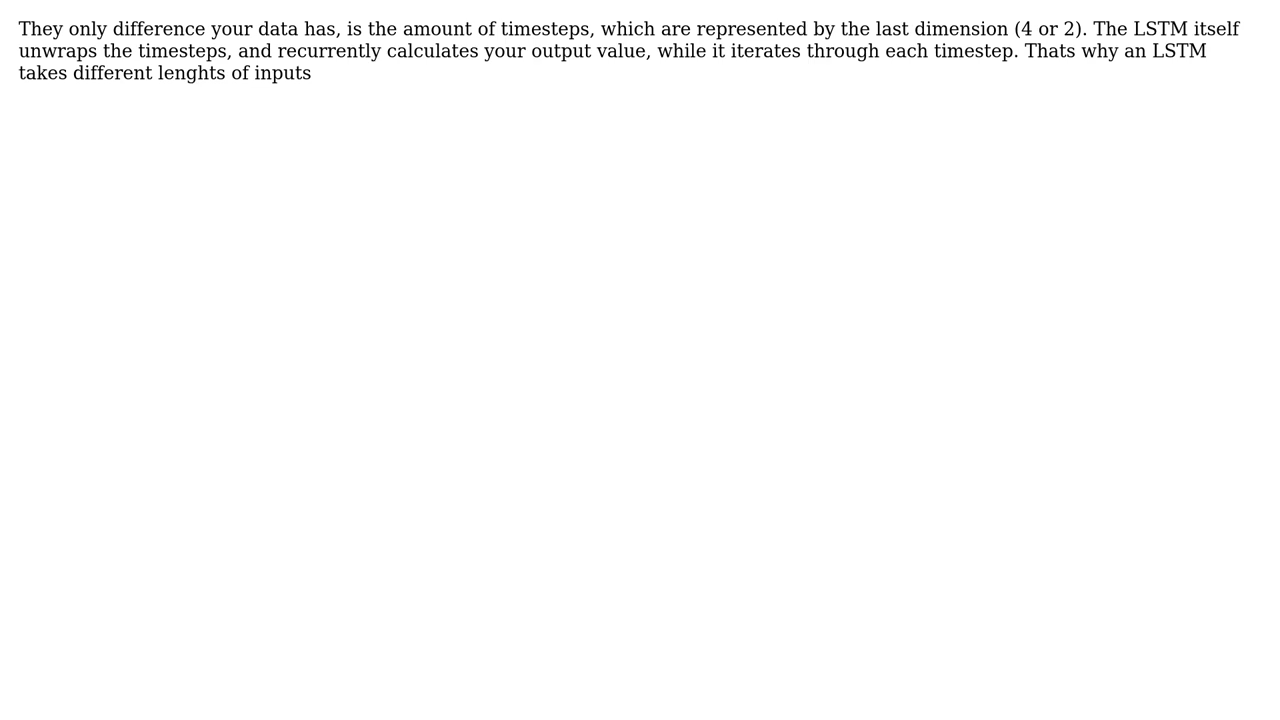 They only difference your data has, is the amount of timesteps, which are represented by the last dimension (4 or 2). The LSTM itself
unwraps the timesteps, and recurrently calculates your output value, while it iterates through each timestep. Thats why an LSTM
takes different lenghts of inputs